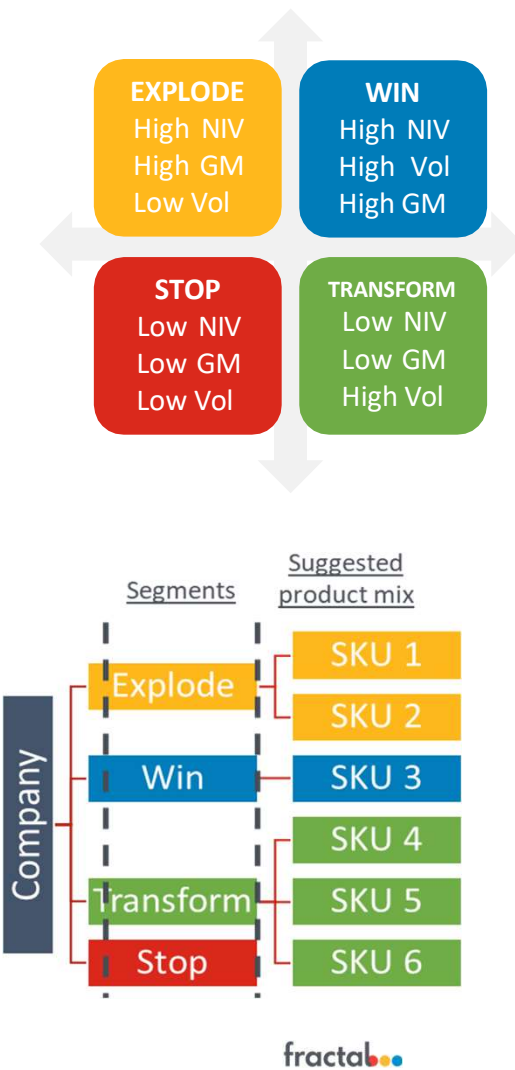 EXPLODE
High NIV
High GM
Low Vol
WIN
High NIV
High Vol
High GM
STOP
Low NIV
Low GM
Low Vol
TRANSFORM
Low NIV
Low GM
High Vol
Segments
Suggested
product mix
Company
Explode
Win
Transform
Stop
SKU 1
SKU 2
SKU 3
SKU 4
SKU 5
SKU 6
fractal